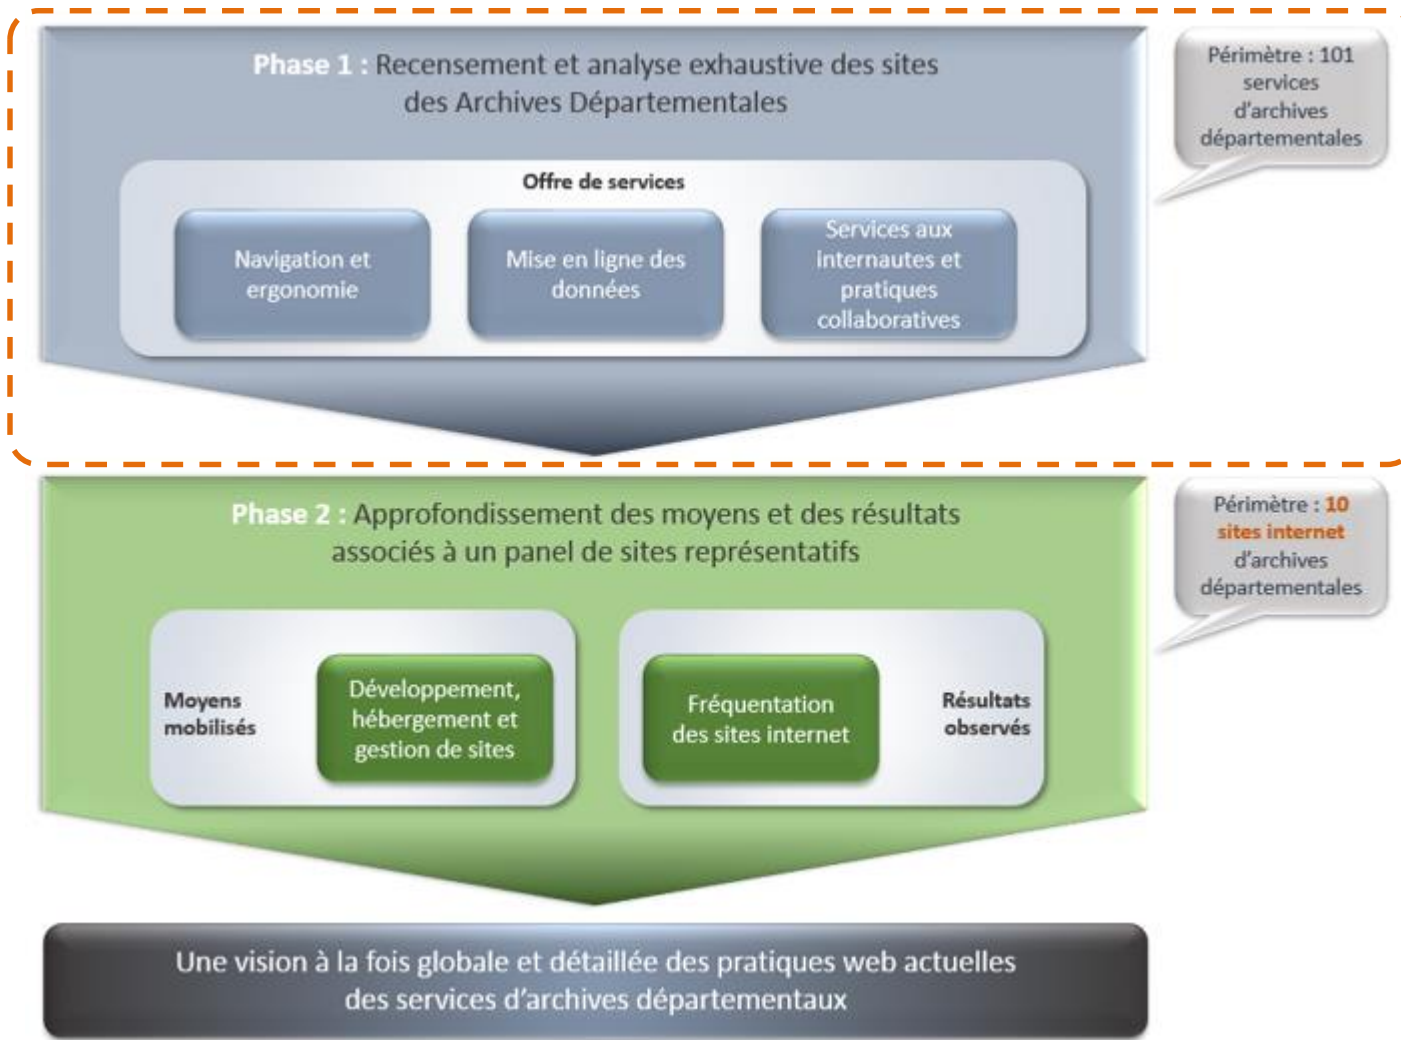 Phase 1 : Recensement et analyse exhaustive des sites
des Archives Départementales
Périmètre : 101
services
d'archives
départementales
Offre de services
Navigation et
ergonomie
Mise en ligne des
données
Services aux
internautes et
pratiques
collaboratives
Phase 2 : Approfondissement des moyens et des résultats
associés à un panel de sites représentatifs
Périmètre : 10
sites internet
d'archives
départementales
Moyens
mobilisés
Développement,
hébergement et
gestion de sites
Fréquentation
des sites internet
Résultats
observés
Une vision à la fois globale et détaillée des pratiques web actuelles
des services d'archives départementaux